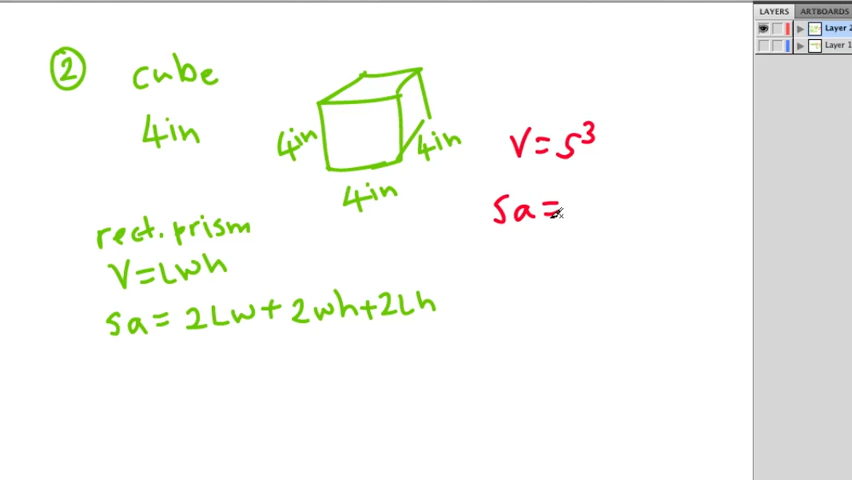 LAYERS ARTBOARDS
Layer 2
Layer 1
2 cube
4in
4in
4in
4in
rect. prism
V=LWh
Sa= 2LW+ 2wh+2Lh
V=S³
Sa=